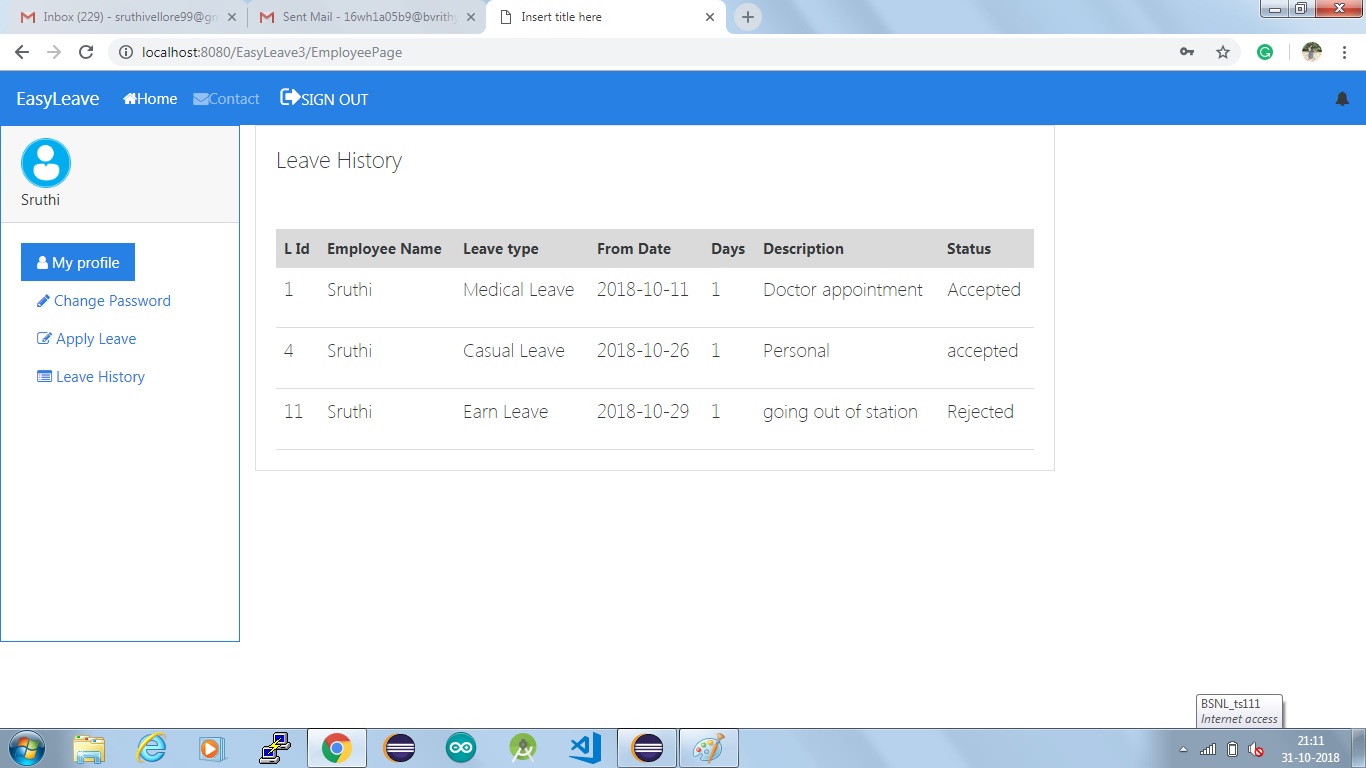 Inbox (229) - sruthivellore99@gm
Sent Mail - 16wh1a05b9@bvrithy
Insert title here
localhost:8080/EasyLeave3/EmployeePage
EasyLeave Home Contact SIGN OUT
Sruthi
My profile
Change Password
Apply Leave
Leave History
Leave History
L Id Employee Name Leave type From Date Days Description Status
1 Sruthi Medical Leave 2018-10-11 1 Doctor appointment Accepted
4 Sruthi Casual Leave 2018-10-26 1 Personal accepted
11 Sruthi Earn Leave 2018-10-29 1 going out of station Rejected
BSNL_ts111
Internet access
21:11
31-10-2018